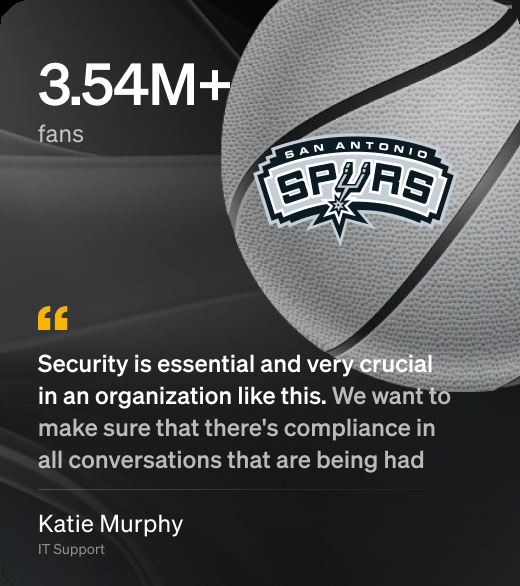 3.54M+
fans
SAN ANTONIO
SPURS
“
Security is essential and very crucial
in an organization like this. We want to
make sure that there's compliance in
all conversations that are being had
Katie Murphy
IT Support